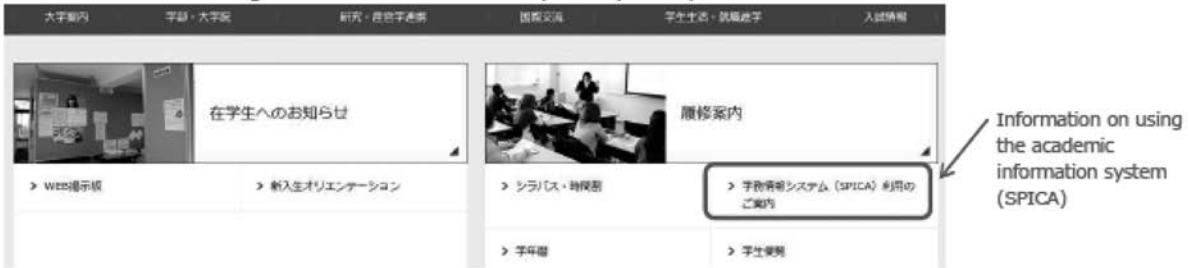 大学案内 学部・大学院 研究・産官学連携 国際交流 学生生活・就職進学 入試情報
在学生へのお知らせ
履修案内
> WEB掲示板 > 新入生オリエンテーション
> シラバス・時間割 > 学務情報システム（SPICA）利用の
ご案内
> 学年暦 > 学生便覧
Information on using
the academic
information system
(SPICA)